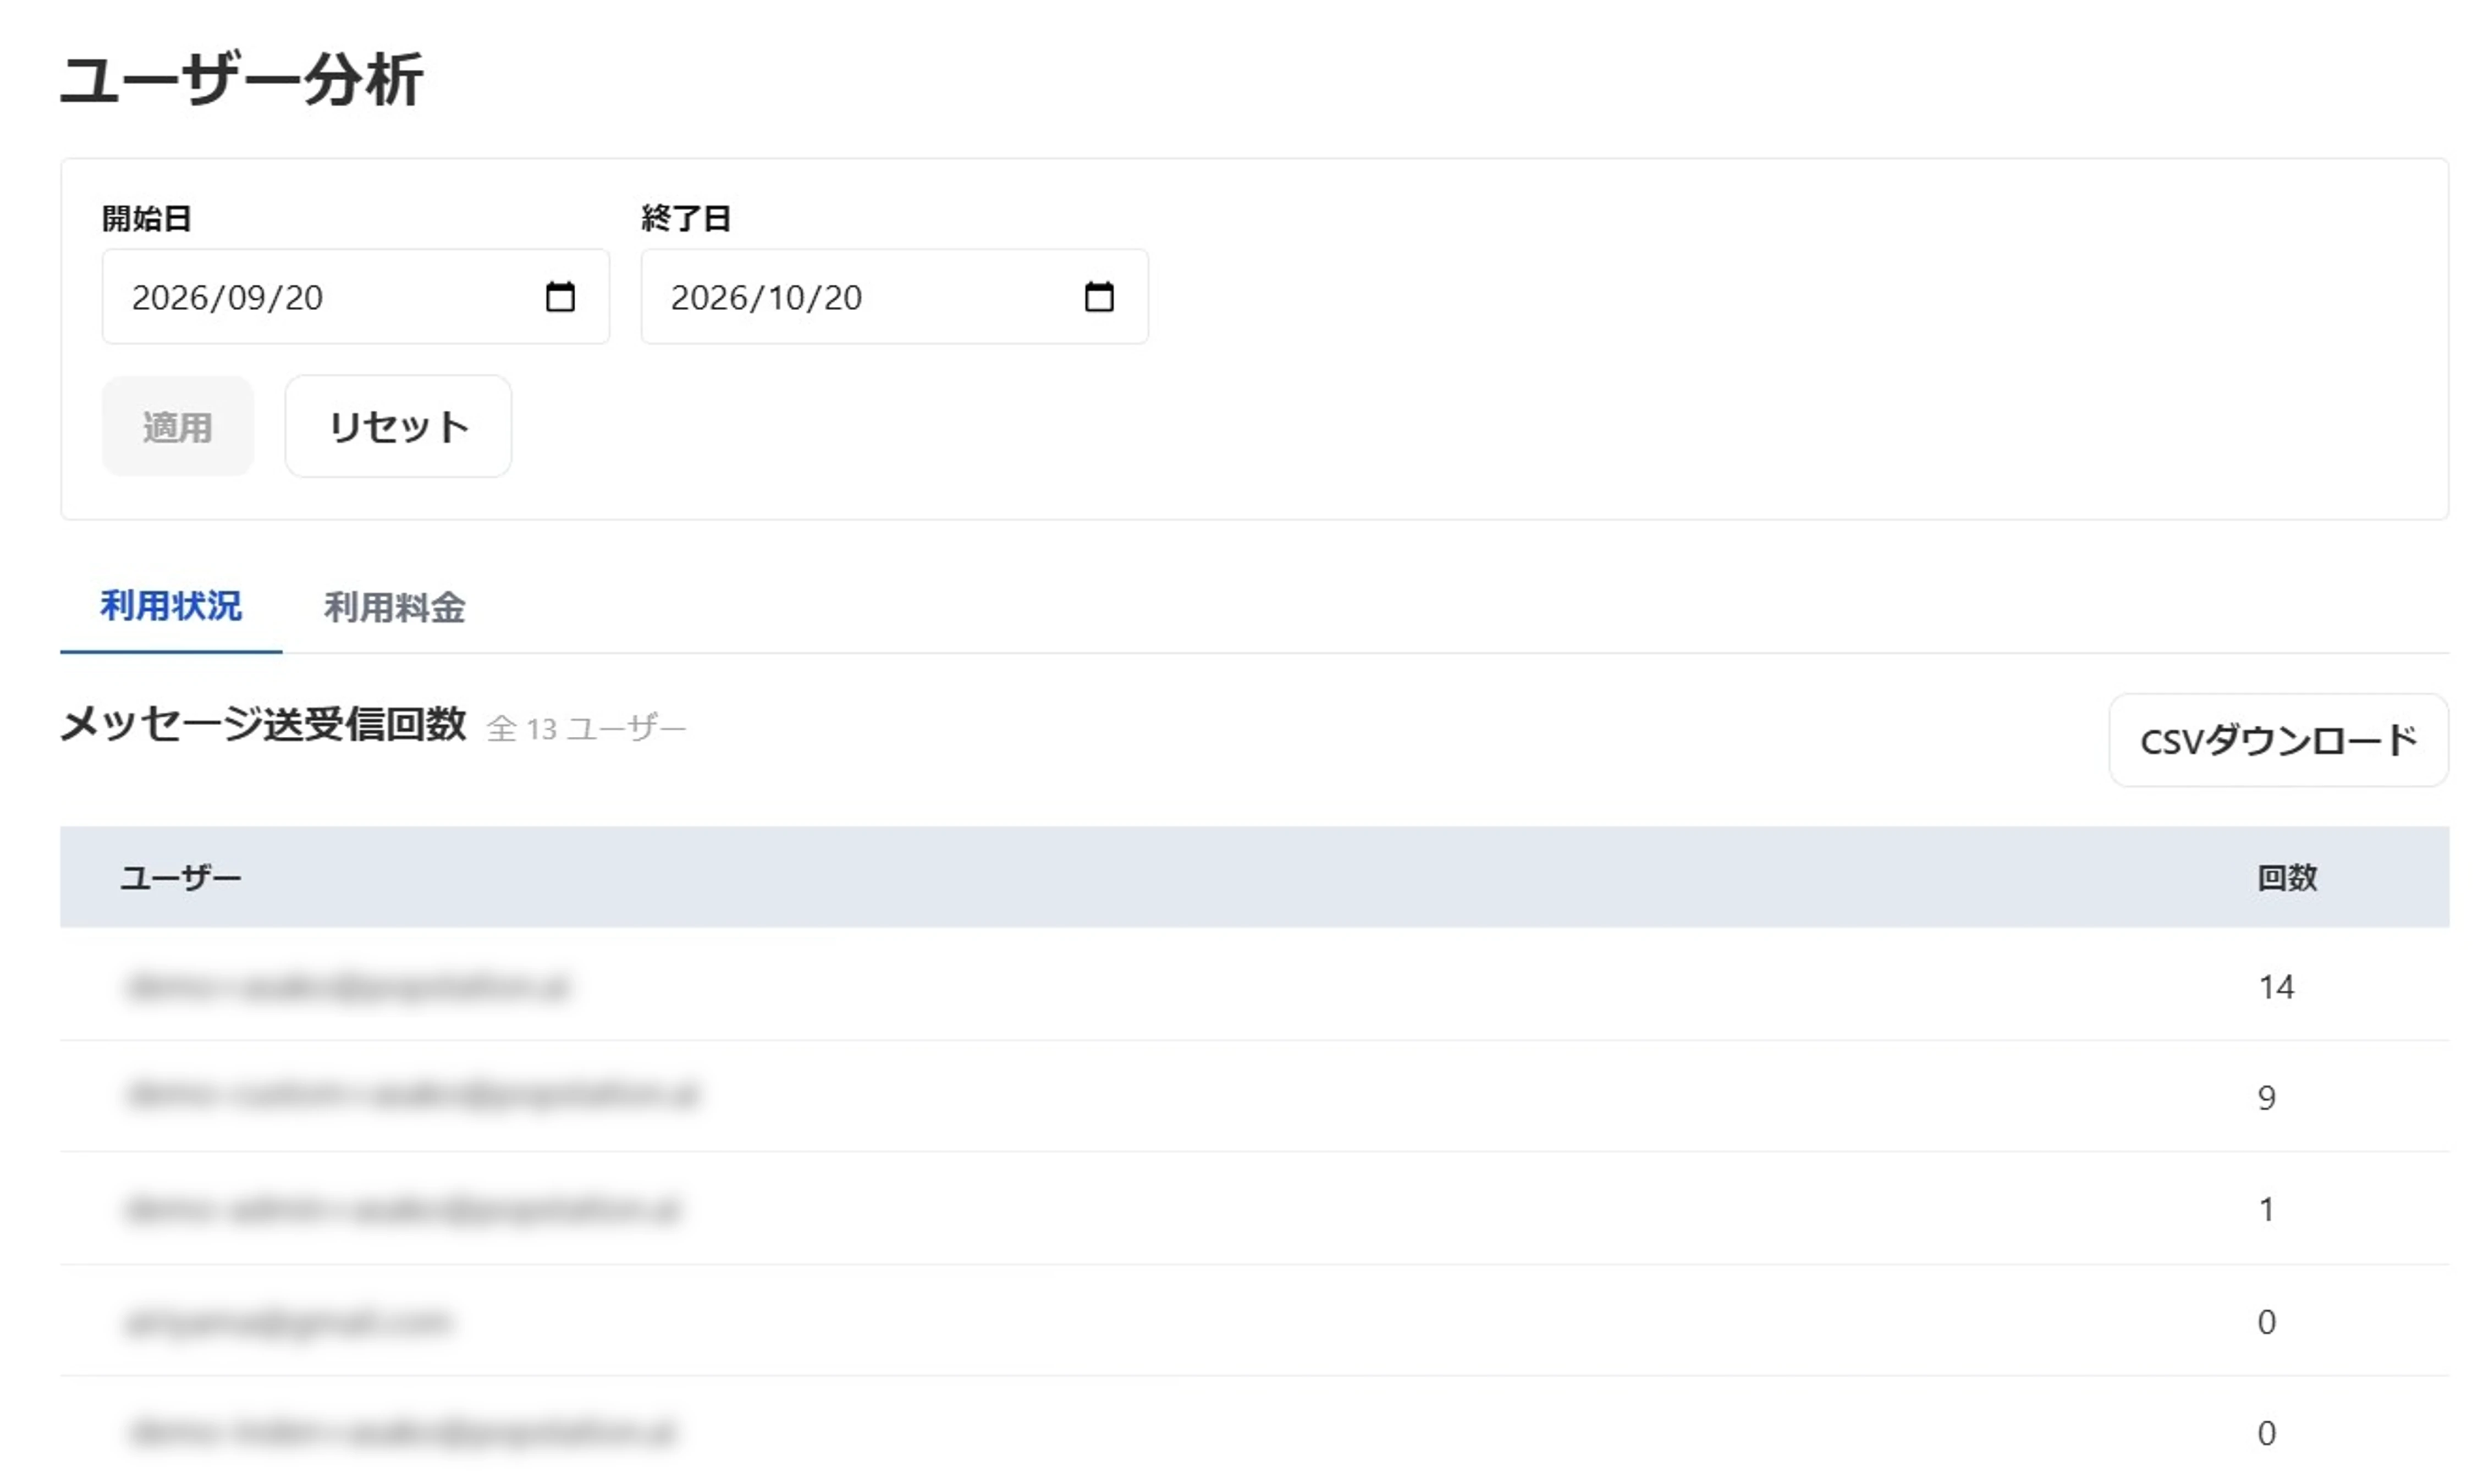 ユーザー分析
開始日 終了日
2026/09/20 2026/10/20
適用 リセット
利用状況 利用料金
メッセージ送受信回数 全 13 ユーザー CSVダウンロード
ユーザー 回数
14
9
1
0
0